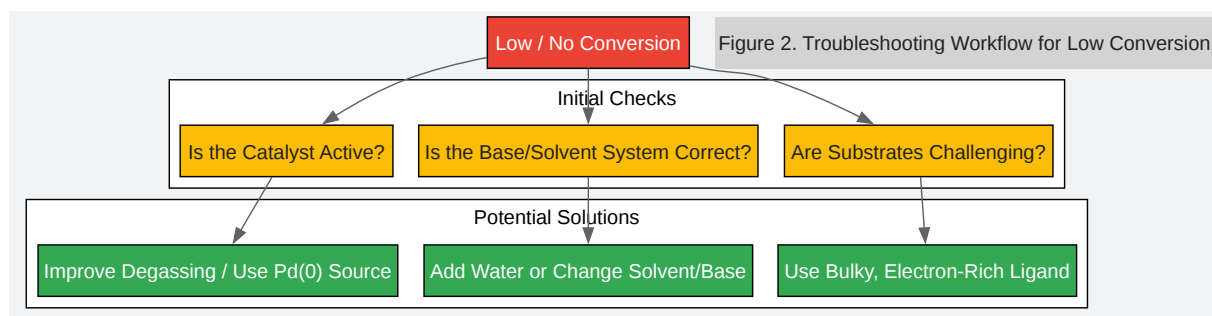 Low / No Conversion
Figure 2. Troubleshooting Workflow for Low Conversion.
Initial Checks
Is the Catalyst Active?
Is the Base/Solvent System Correct?
Are Substrates Challenging?
Potential Solutions
Improve Degassing / Use Pd(0) Source
Add Water or Change Solvent/Base
Use Bulky, Electron-Rich Ligand